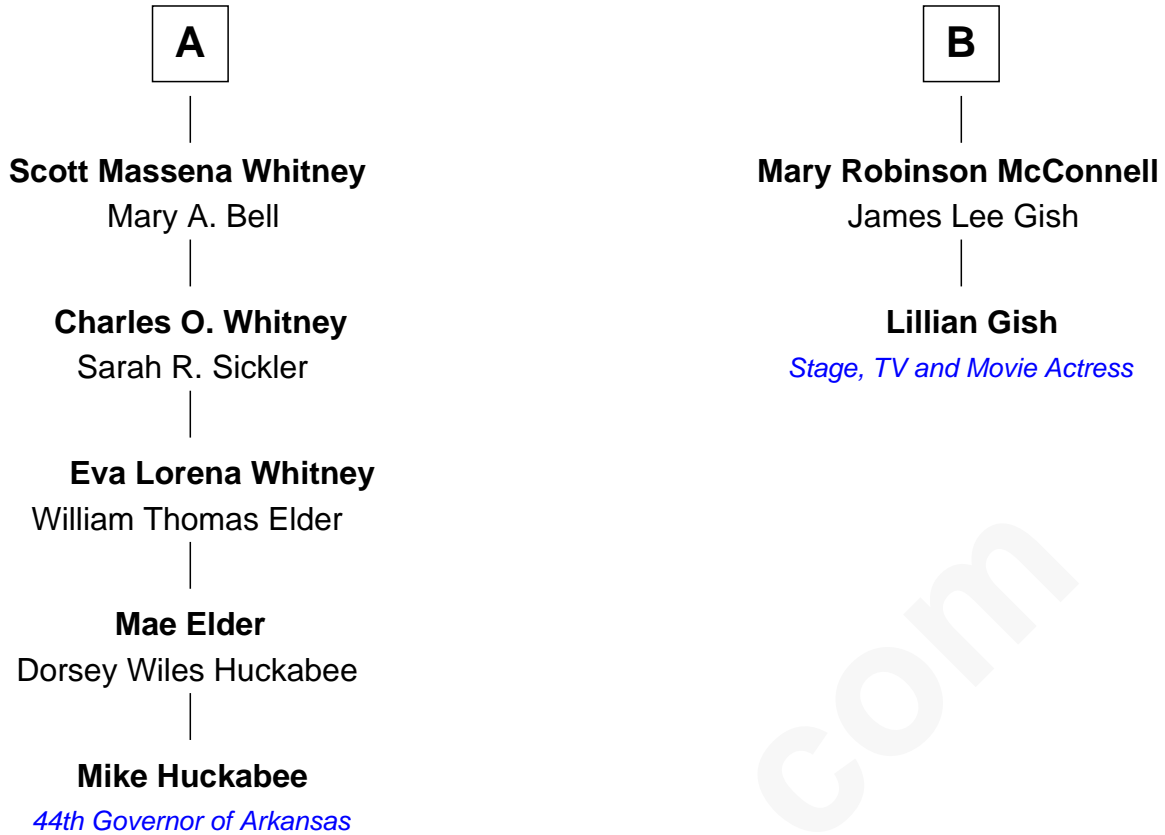 A
Scott Massena Whitney
Mary A. Bell
Charles O. Whitney
Sarah R. Sickler
Eva Lorena Whitney
William Thomas Elder
Mae Elder
Dorsey Wiles Huckabee
Mike Huckabee
44th Governor of Arkansas
B
Mary Robinson McConnell
James Lee Gish
Lillian Gish
Stage, TV and Movie Actress
com